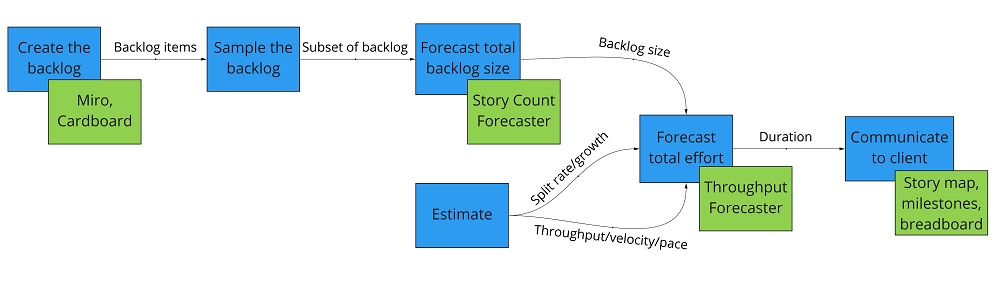 Create the
backlog
Miro,
Cardboard
Backlog items
Sample the
backlog
Subset of backlog
Forecast total
backlog size
Story Count
Forecaster
Backlog size
Estimate
Split rate/growth
Throughput/velocity/pace
Forecast
total effort
Throughput
Forecaster
Duration
Communicate
to client
Story map,
milestones,
breadboard